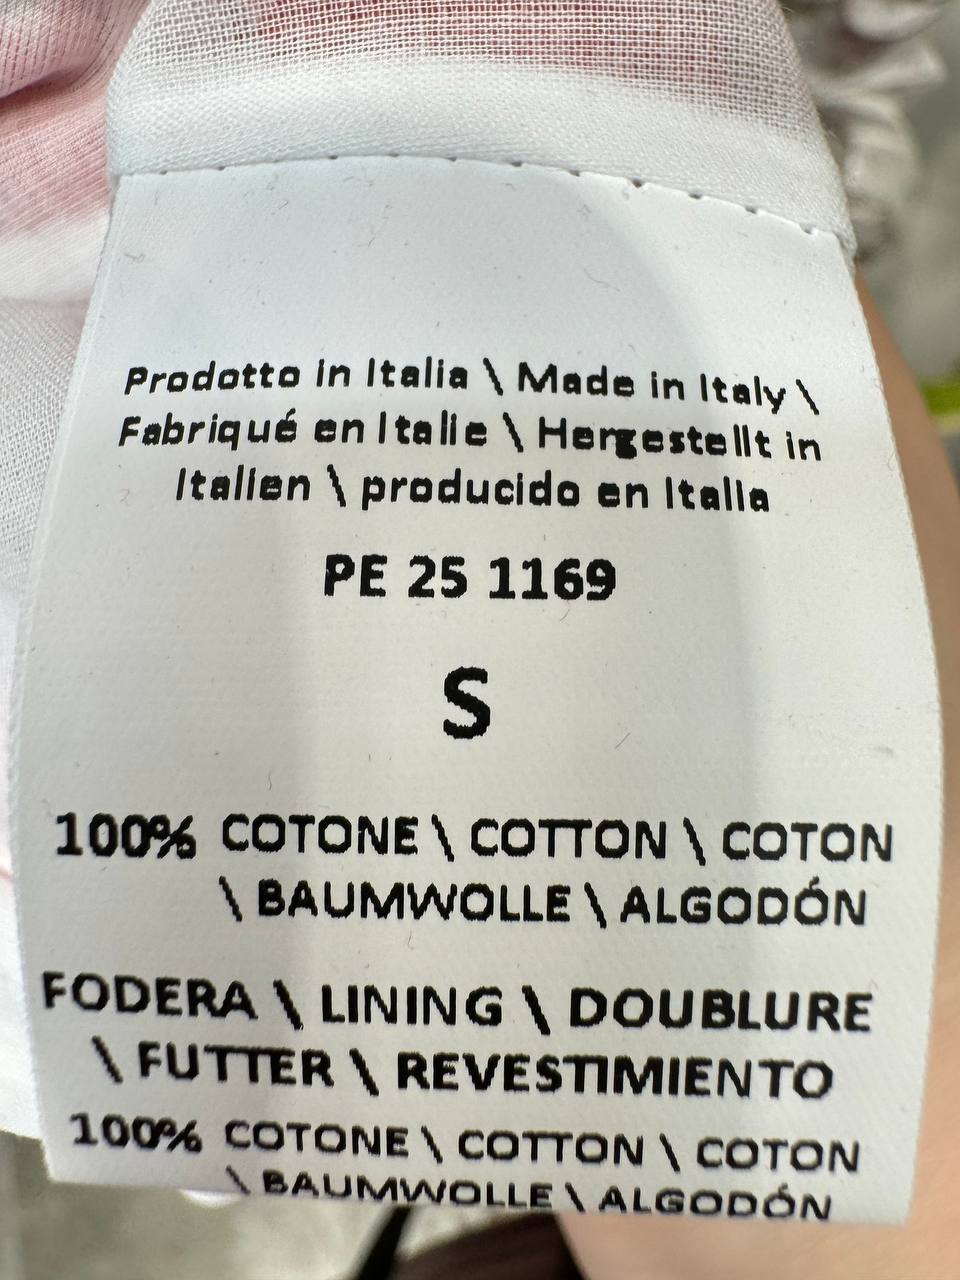 Prodotto in Italia \ Made in Italy \
Fabriqué en Italie \ Hergestellt in
Italien \ producido en Italia
PE 25 1169
S
100% COTONE \ COTTON \ COTON
\ BAUMWOLLE \ ALGODÓN
FODERA \ LINING \ DOUBLURE
\ FUTTER \ REVESTIMIENTO
100% COTONE \ COTTON \ COTON
\ BAUMWOLLE \ ALGODÓN